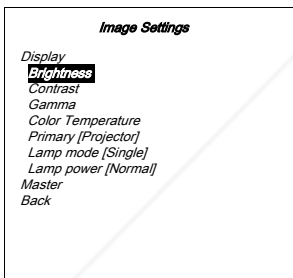 Image Settings
Display
Brightness
Contrast
Gamma
Color Temperature
Primary [Projector]
Lamp mode [Single]
Lamp power [Normal]
Master
Back